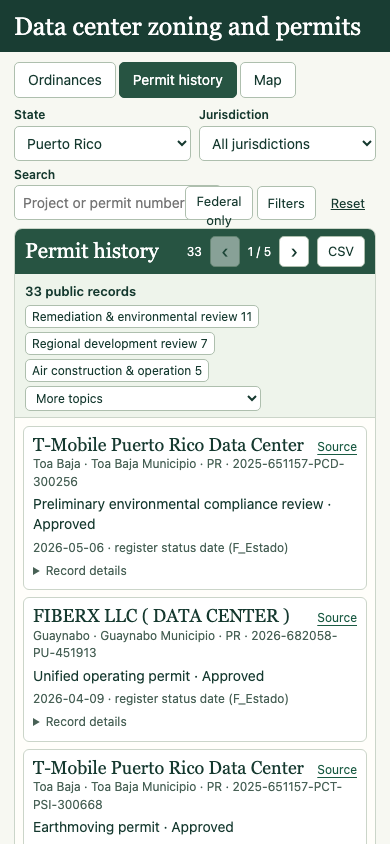 Data center zoning and permits
Ordinances
Permit history
Map
State
Jurisdiction
Puerto Rico
All jurisdictions
Search
Project or permit number
Federal
only
Filters
Reset
Permit history
33
‹
1 / 5
›
CSV
33 public records
Remediation & environmental review 11
Regional development review 7
Air construction & operation 5
More topics
T-Mobile Puerto Rico Data Center
Source
Toa Baja · Toa Baja Municipio · PR · 2025-651157-PCD-
300256
Preliminary environmental compliance review ·
Approved
2026-05-06 · register status date (F_Estado)
Record details
FIBERX LLC ( DATA CENTER )
Source
Guaynabo · Guaynabo Municipio · PR · 2026-682058-
PU-451913
Unified operating permit · Approved
2026-04-09 · register status date (F_Estado)
Record details
T-Mobile Puerto Rico Data Center
Source
Toa Baja · Toa Baja Municipio · PR · 2025-651157-PCT-
PSI-300668
Earthmoving permit · Approved